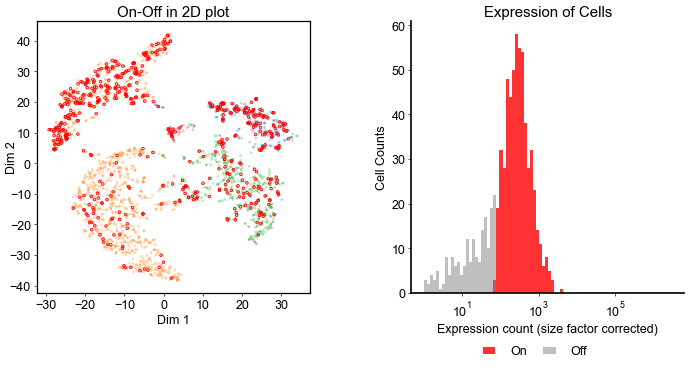 On-Off in 2D plot
Dim 2
40
30
20
10
0
−10
−20
−30
−40
−30 −20 −10 0 10 20 30
Dim 1
Expression of Cells
Cell Counts
60
50
40
30
20
10
0
10^1 10^3 10^5
Expression count (size factor corrected)
On Off